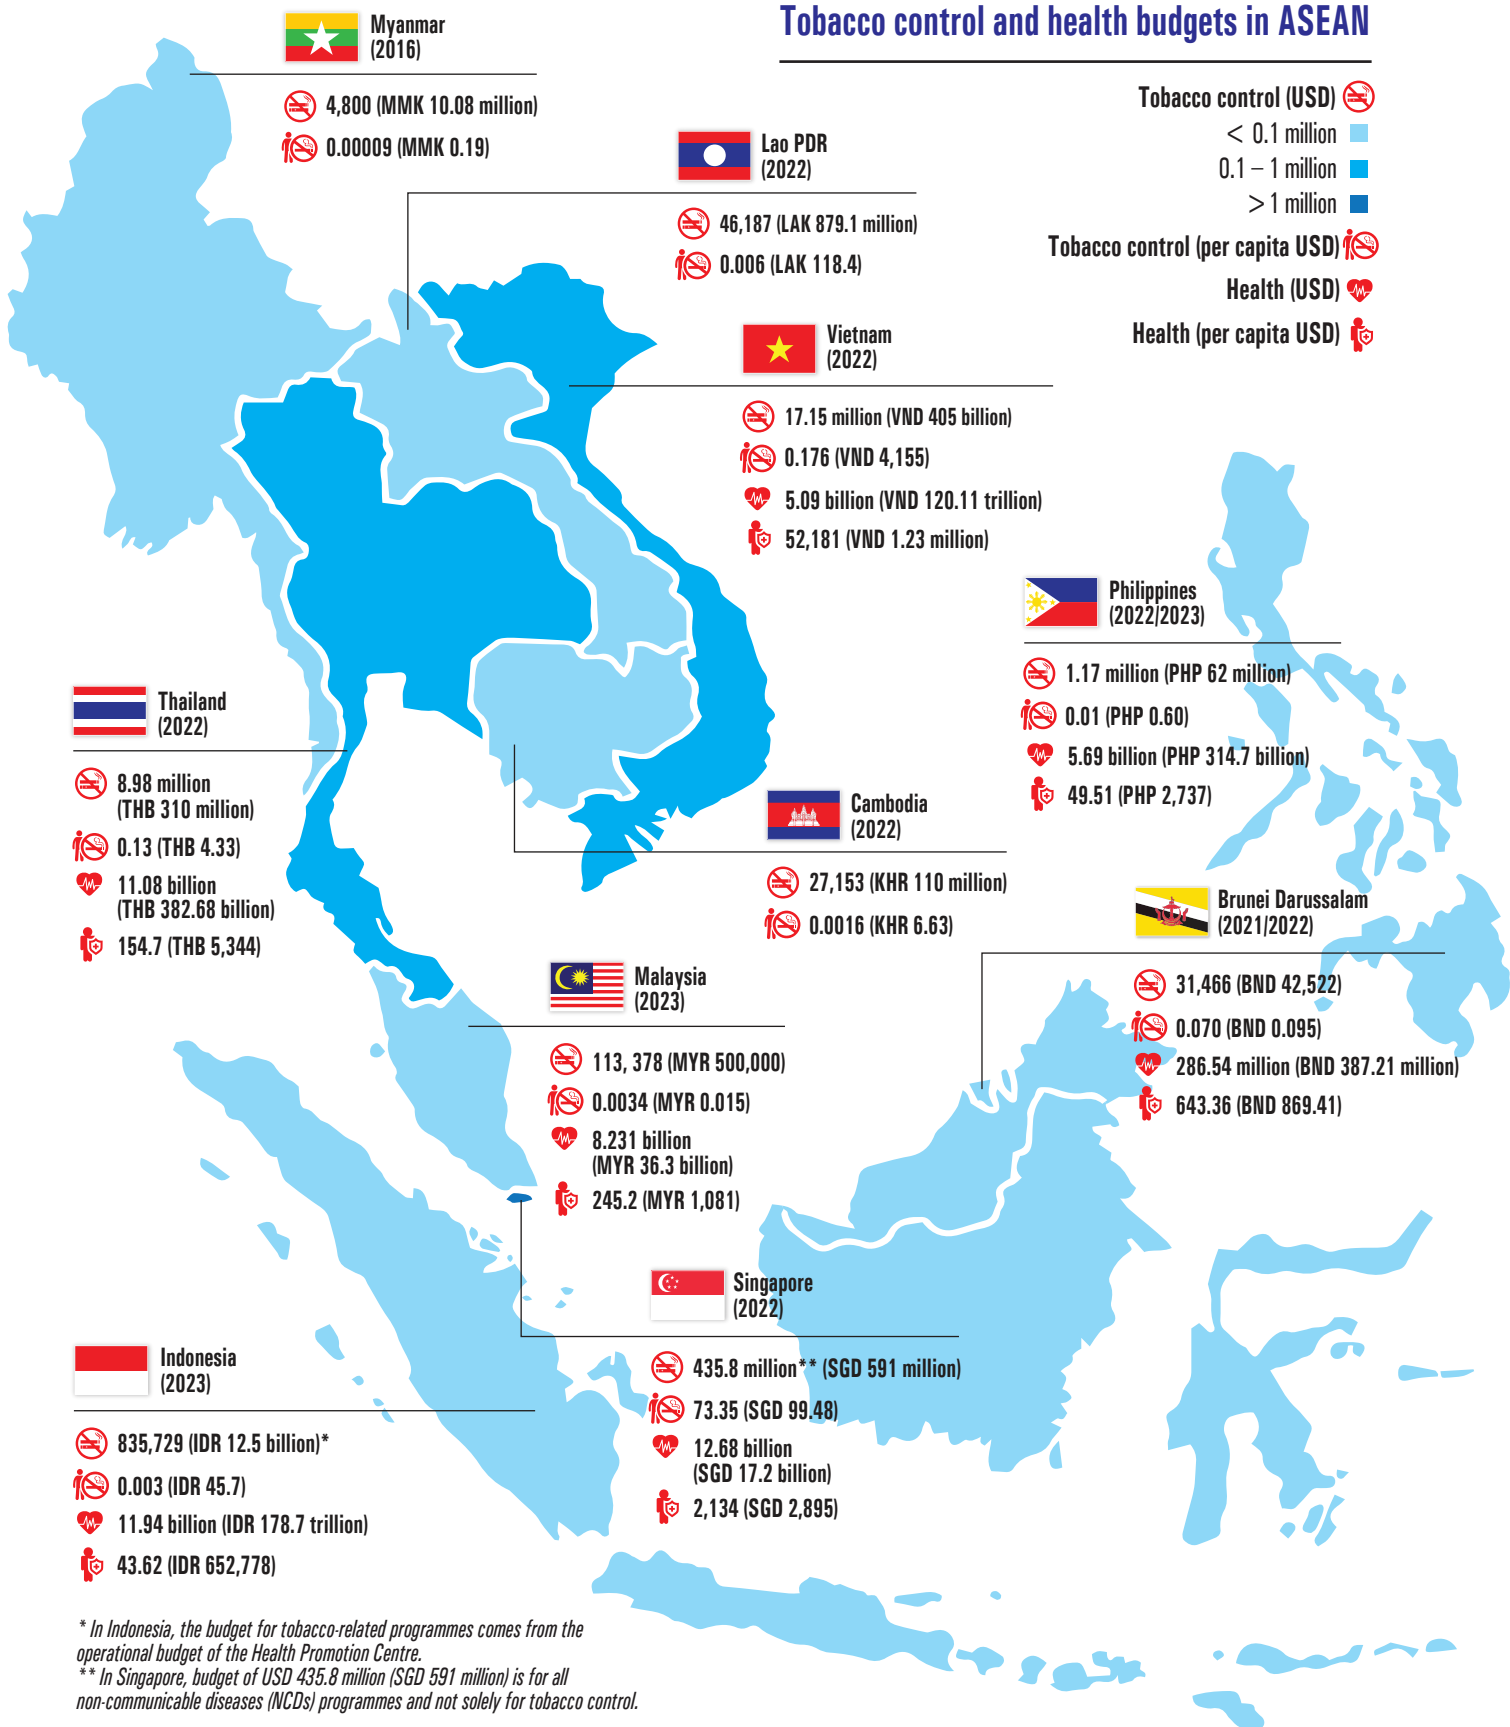 Tobacco control and health budgets in ASEAN
Tobacco control (USD)
< 0.1 million
0.1 – 1 million
> 1 million
Tobacco control (per capita USD)
Health (USD)
Health (per capita USD)
Myanmar
(2016)
4,800 (MMK 10.08 million)
0.00009 (MMK 0.19)
Lao PDR
(2022)
46,187 (LAK 879.1 million)
0.006 (LAK 118.4)
Vietnam
(2022)
17.15 million (VND 405 billion)
0.176 (VND 4,155)
5.09 billion (VND 120.11 trillion)
52,181 (VND 1.23 million)
Philippines
(2022/2023)
1.17 million (PHP 62 million)
0.01 (PHP 0.60)
5.69 billion (PHP 314.7 billion)
49.51 (PHP 2,737)
Thailand
(2022)
8.98 million
(THB 310 million)
0.13 (THB 4.33)
11.08 billion
(THB 382.68 billion)
154.7 (THB 5,344)
Cambodia
(2022)
27,153 (KHR 110 million)
0.0016 (KHR 6.63)
Brunei Darussalam
(2021/2022)
31,466 (BND 42,522)
0.070 (BND 0.095)
286.54 million (BND 387.21 million)
643.36 (BND 869.41)
Malaysia
(2023)
113, 378 (MYR 500,000)
0.0034 (MYR 0.015)
8.231 billion
(MYR 36.3 billion)
245.2 (MYR 1,081)
Singapore
(2022)
435.8 million** (SGD 591 million)
73.35 (SGD 99.48)
12.68 billion
(SGD 17.2 billion)
2,134 (SGD 2,895)
Indonesia
(2023)
835,729 (IDR 12.5 billion)*
0.003 (IDR 45.7)
11.94 billion (IDR 178.7 trillion)
43.62 (IDR 652,778)
* In Indonesia, the budget for tobacco-related programmes comes from the
operational budget of the Health Promotion Centre.
** In Singapore, budget of USD 435.8 million (SGD 591 million) is for all
non-communicable diseases (NCDs) programmes and not solely for tobacco control.